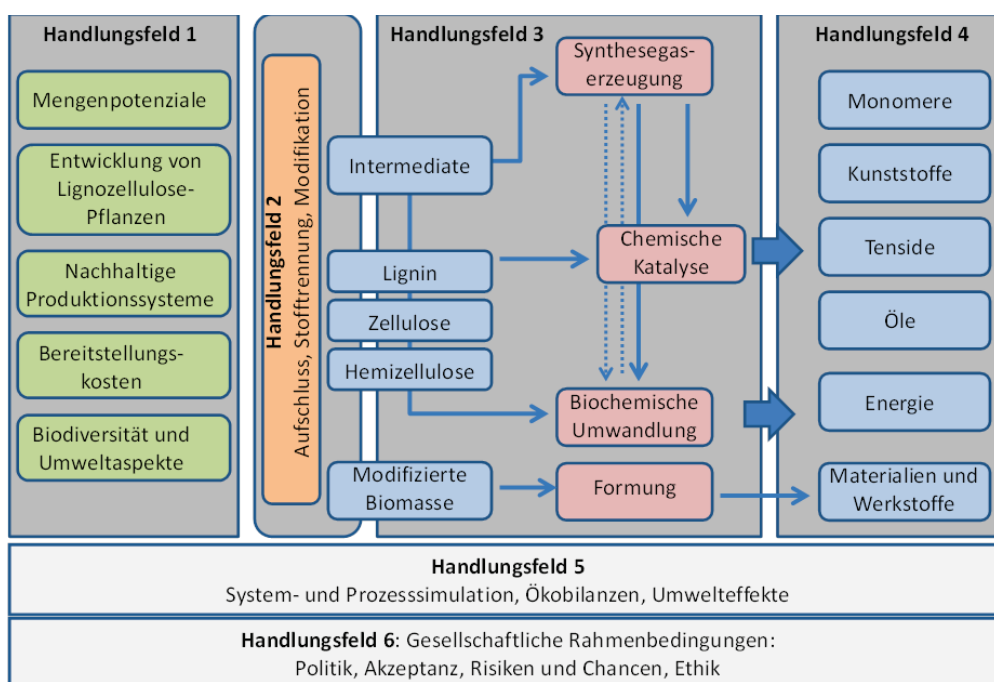 Handlungsfeld 1
Mengenpotenziale
Entwicklung von
Lignozellulose-
Pflanzen
Nachhaltige
Produktionssysteme
Bereitstellungs-
kosten
Biodiversität und
Umweltaspekte
Handlungsfeld 2
Aufschluss, Stofftrennung, Modifikation
Handlungsfeld 3
Intermediate
Lignin
Zellulose
Hemizellulose
Modifizierte
Biomasse
Synthesegas-
erzeugung
Chemische
Katalyse
Biochemische
Umwandlung
Formung
Handlungsfeld 4
Monomere
Kunststoffe
Tenside
Öle
Energie
Materialien und
Werkstoffe
Handlungsfeld 5
System- und Prozesssimulation, Ökobilanzen, Umwelteffekte
Handlungsfeld 6: Gesellschaftliche Rahmenbedingungen:
Politik, Akzeptanz, Risiken und Chancen, Ethik